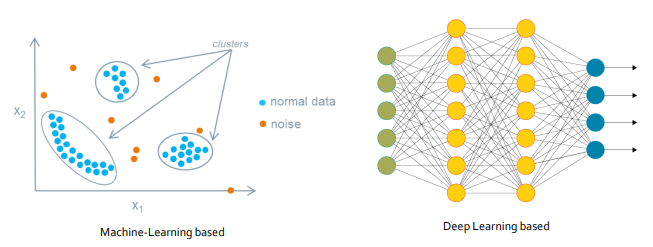 clusters
normal data
noise
x2
x1
Machine-Learning based
Deep Learning based